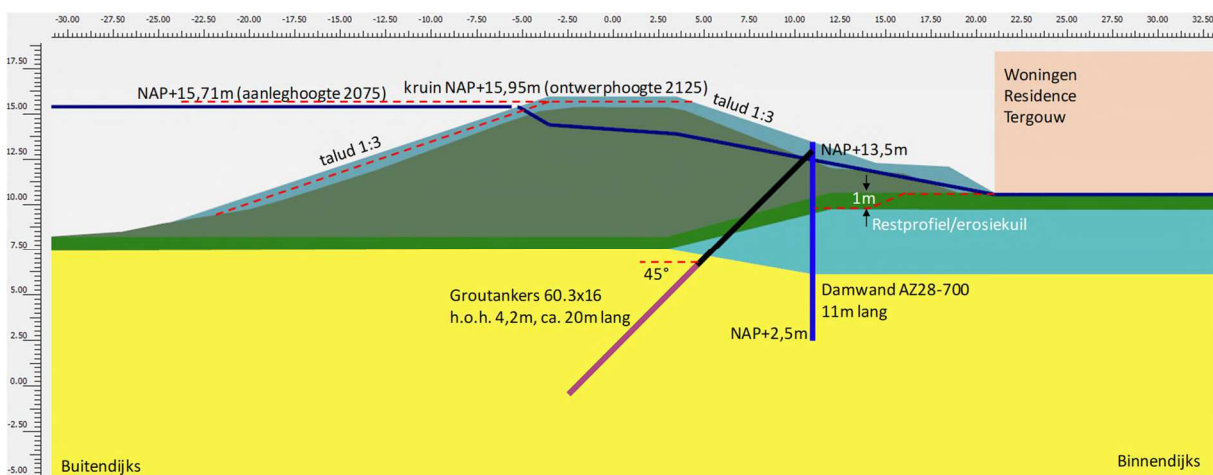 -30.00 -27.50 -25.00 -22.50 -20.00 -17.50 -15.00 -12.50 -10.00 -7.50 -5.00 -2.50 0.00 2.50 5.00 7.50 10.00 12.50 15.00 17.50 20.00 22.50 25.00 27.50 30.00 32.50
17.50
15.00
12.50
10.00
7.50
5.00
2.50
0.00
-2.50
-5.00
NAP+15,71m (aanleghoogte 2075)
kruin NAP+15,95m (ontwerphoogte 2125)
talud 1:3
talud 1:3
Woningen
Residence
Tergouw
NAP+13,5m
1m
Restprofiel/erosiekuil
45°
Groutankers 60.3x16
h.o.h. 4,2m, ca. 20m lang
Damwand AZ28-700
11m lang
NAP+2,5m
Buitendijks
Binnendijks